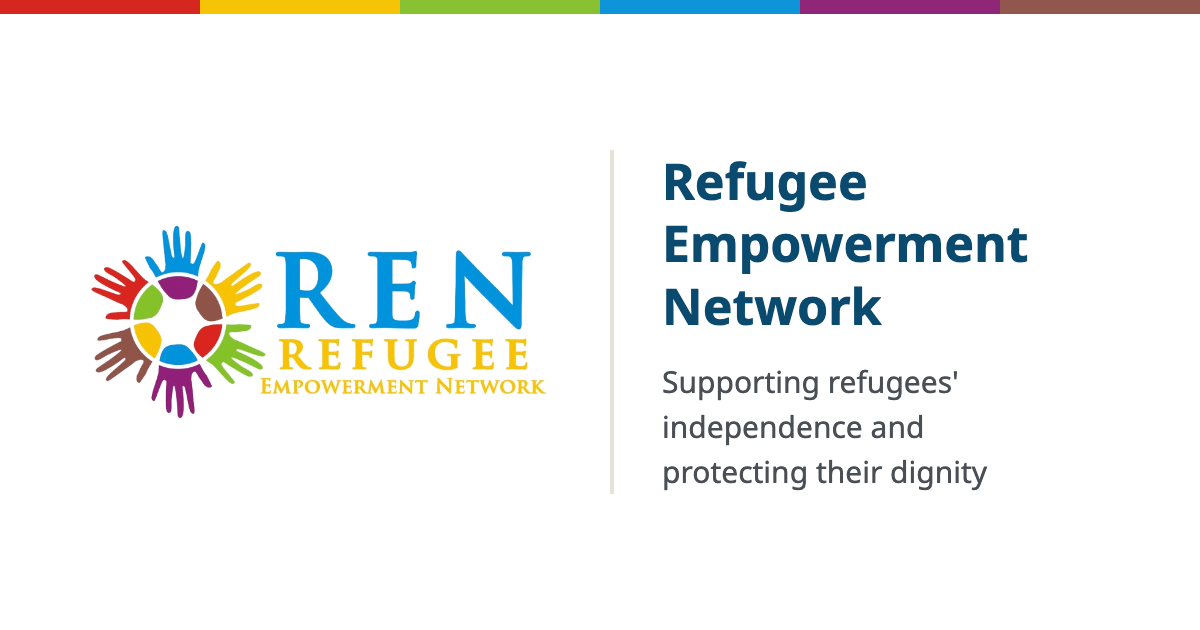 REN
REFUGEE
EMPOWERMENT NETWORK
Refugee
Empowerment
Network
Supporting refugees'
independence and
protecting their dignity